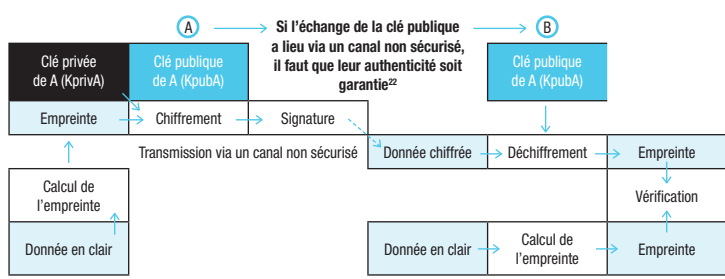 A
Si l’échange de la clé publique
a lieu via un canal non sécurisé,
il faut que leur authenticité soit
garantie²²
B
Clé privée
de A (KprivA)
Clé publique
de A (KpubA)
Clé publique
de A (KpubA)
Empreinte
Chiffrement
Signature
Transmission via un canal non sécurisé
Donnée chiffrée
Déchiffrement
Empreinte
Calcul de
l’empreinte
Vérification
Donnée en clair
Donnée en clair
Calcul de
l’empreinte
Empreinte